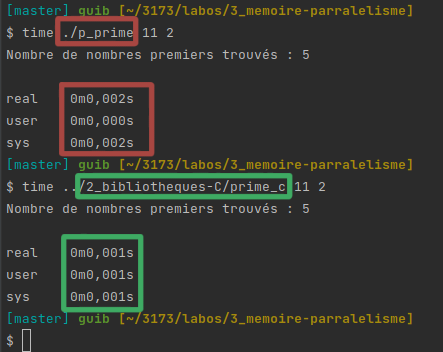 [master] guib [~/3173/labos/3_memoire-parralelisme]
$ time ./p_prime 11 2
Nombre de nombres premiers trouvés : 5
real 0m0,002s
user 0m0,000s
sys 0m0,002s
[master] guib [~/3173/labos/3_memoire-parralelisme]
$ time ../2_bibliotheques-C/prime_c 11 2
Nombre de nombres premiers trouvés : 5
real 0m0,001s
user 0m0,001s
sys 0m0,001s
[master] guib [~/3173/labos/3_memoire-parralelisme]
$